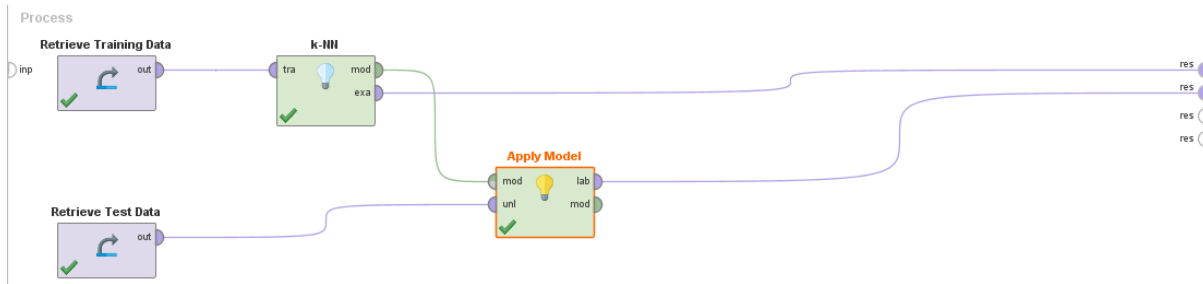 Process
Retrieve Training Data
k-NN
inp
out
tra
mod
exa
res
res
res
res
Apply Model
mod
lab
unl
mod
Retrieve Test Data
out